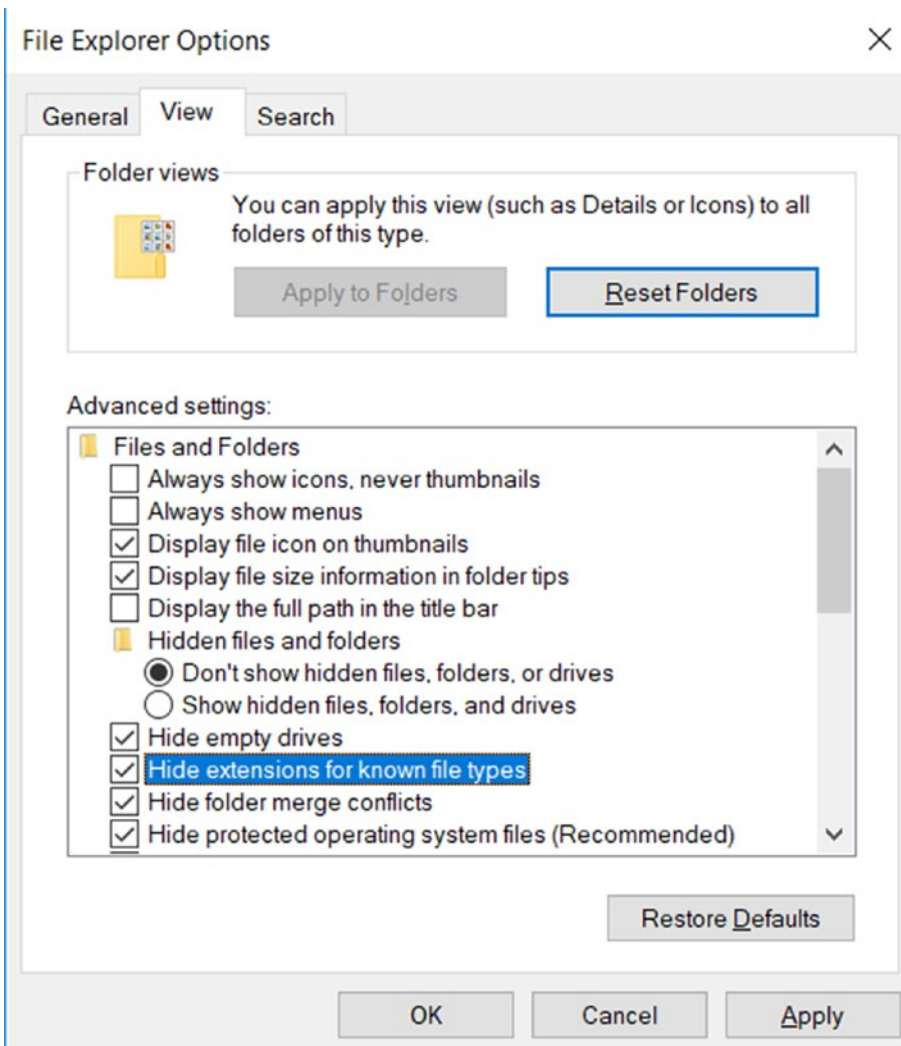 File Explorer Options
General
View
Search
Folder views
You can apply this view (such as Details or Icons) to all
folders of this type.
Apply to Folders
Reset Folders
Advanced settings:
Files and Folders
Always show icons, never thumbnails
Always show menus
Display file icon on thumbnails
Display file size information in folder tips
Display the full path in the title bar
Hidden files and folders
Don't show hidden files, folders, or drives
Show hidden files, folders, and drives
Hide empty drives
Hide extensions for known file types
Hide folder merge conflicts
Hide protected operating system files (Recommended)
Restore Defaults
OK
Cancel
Apply